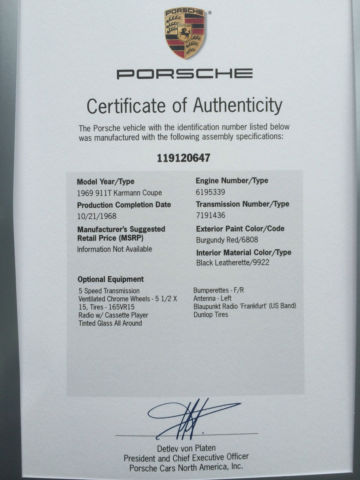 PORSCHE
PORSCHE
Certificate of Authenticity
The Porsche vehicle with the identification number listed below
was manufactured with the following assembly specifications:
119120647
Model Year/Type
1969 911T Karmann Coupe
Production Completion Date
10/21/1968
Manufacturer's Suggested
Retail Price (MSRP)
Information Not Available
Engine Number/Type
6195339
Transmission Number/Type
7191436
Exterior Paint Color/Code
Burgundy Red/6808
Interior Material Color/Type
Black Leatherette/9922
Optional Equipment
5 Speed Transmission
Ventilated Chrome Wheels - 5 1/2 X
15, Tires - 165VR15
Radio w/ Cassette Player
Tinted Glass All Around
Bumperettes - F/R
Antenna - Left
Blaupunkt Radio 'Frankfurt' (US Band)
Dunlop Tires
Detlev von Platen
President and Chief Executive Officer
Porsche Cars North America, Inc.